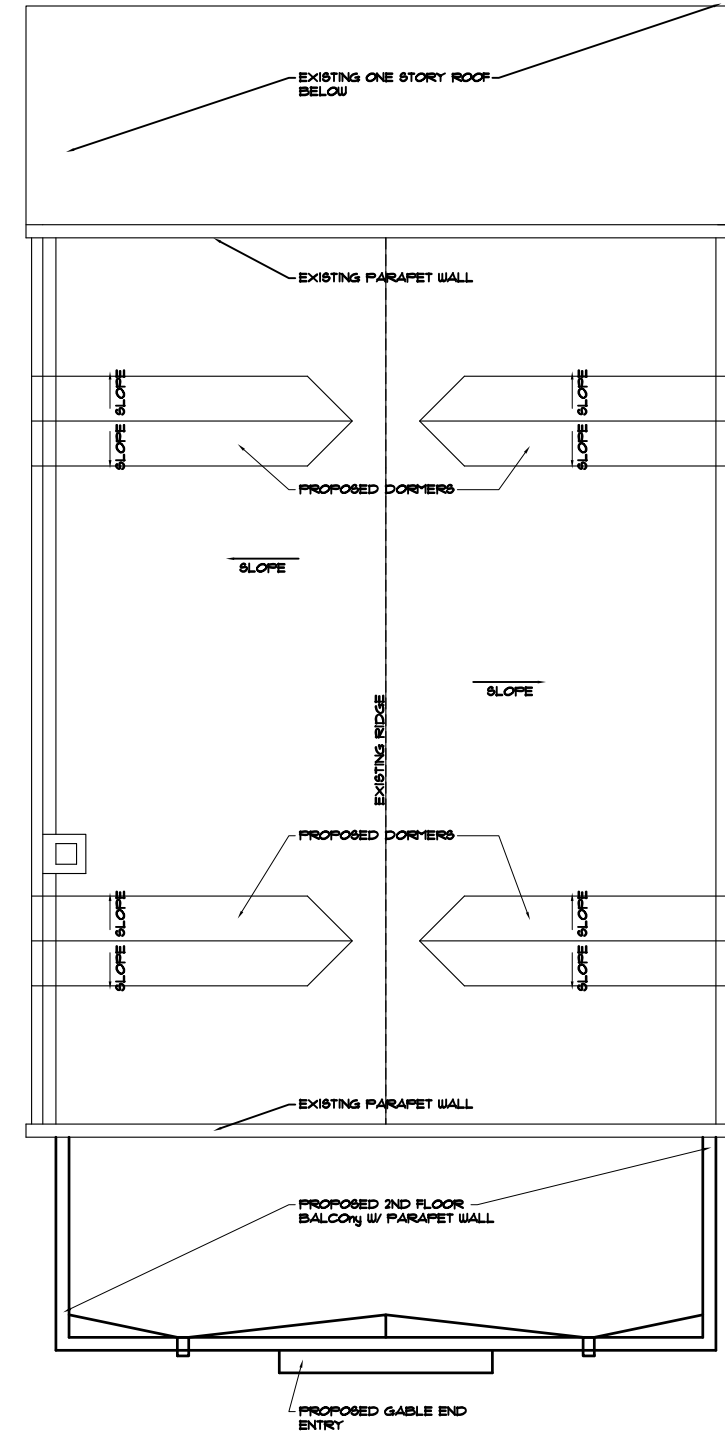 EXISTING ONE STORY ROOF
BELOW
EXISTING PARAPET WALL
SLOPE SLOPE
SLOPE SLOPE
PROPOSED DORMERS
SLOPE
SLOPE
EXISTING RIDGE
PROPOSED DORMERS
SLOPE SLOPE
SLOPE SLOPE
EXISTING PARAPET WALL
PROPOSED 2ND FLOOR
BALCOny W/ PARAPET WALL
PROPOSED GABLE END
ENTRY